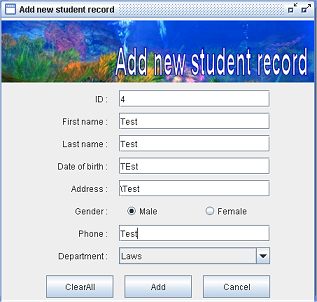 Add new student record
Add new student record
ID : 4
First name : Test
Last name : Test
Date of birth : TEst
Address : \Test
Gender : Male Female
Phone : Test
Department : Laws
ClearAll Add Cancel